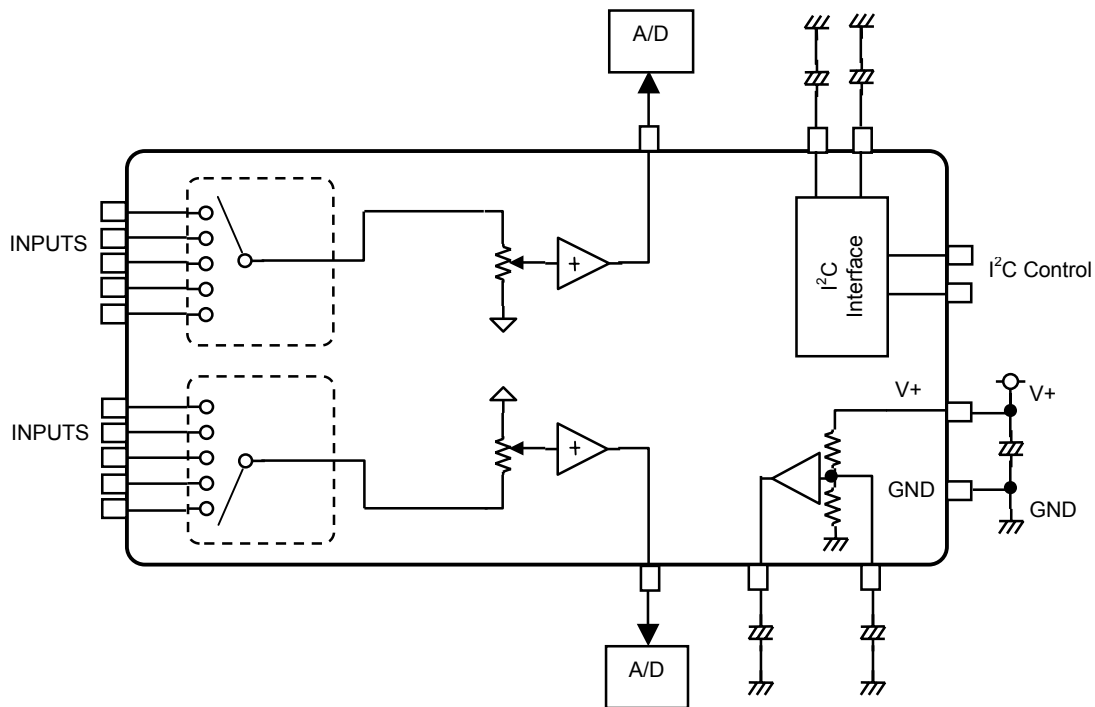 A/D
INPUTS
+
I²C
Interface
I²C Control
INPUTS
+
V+
V+
GND
GND
A/D